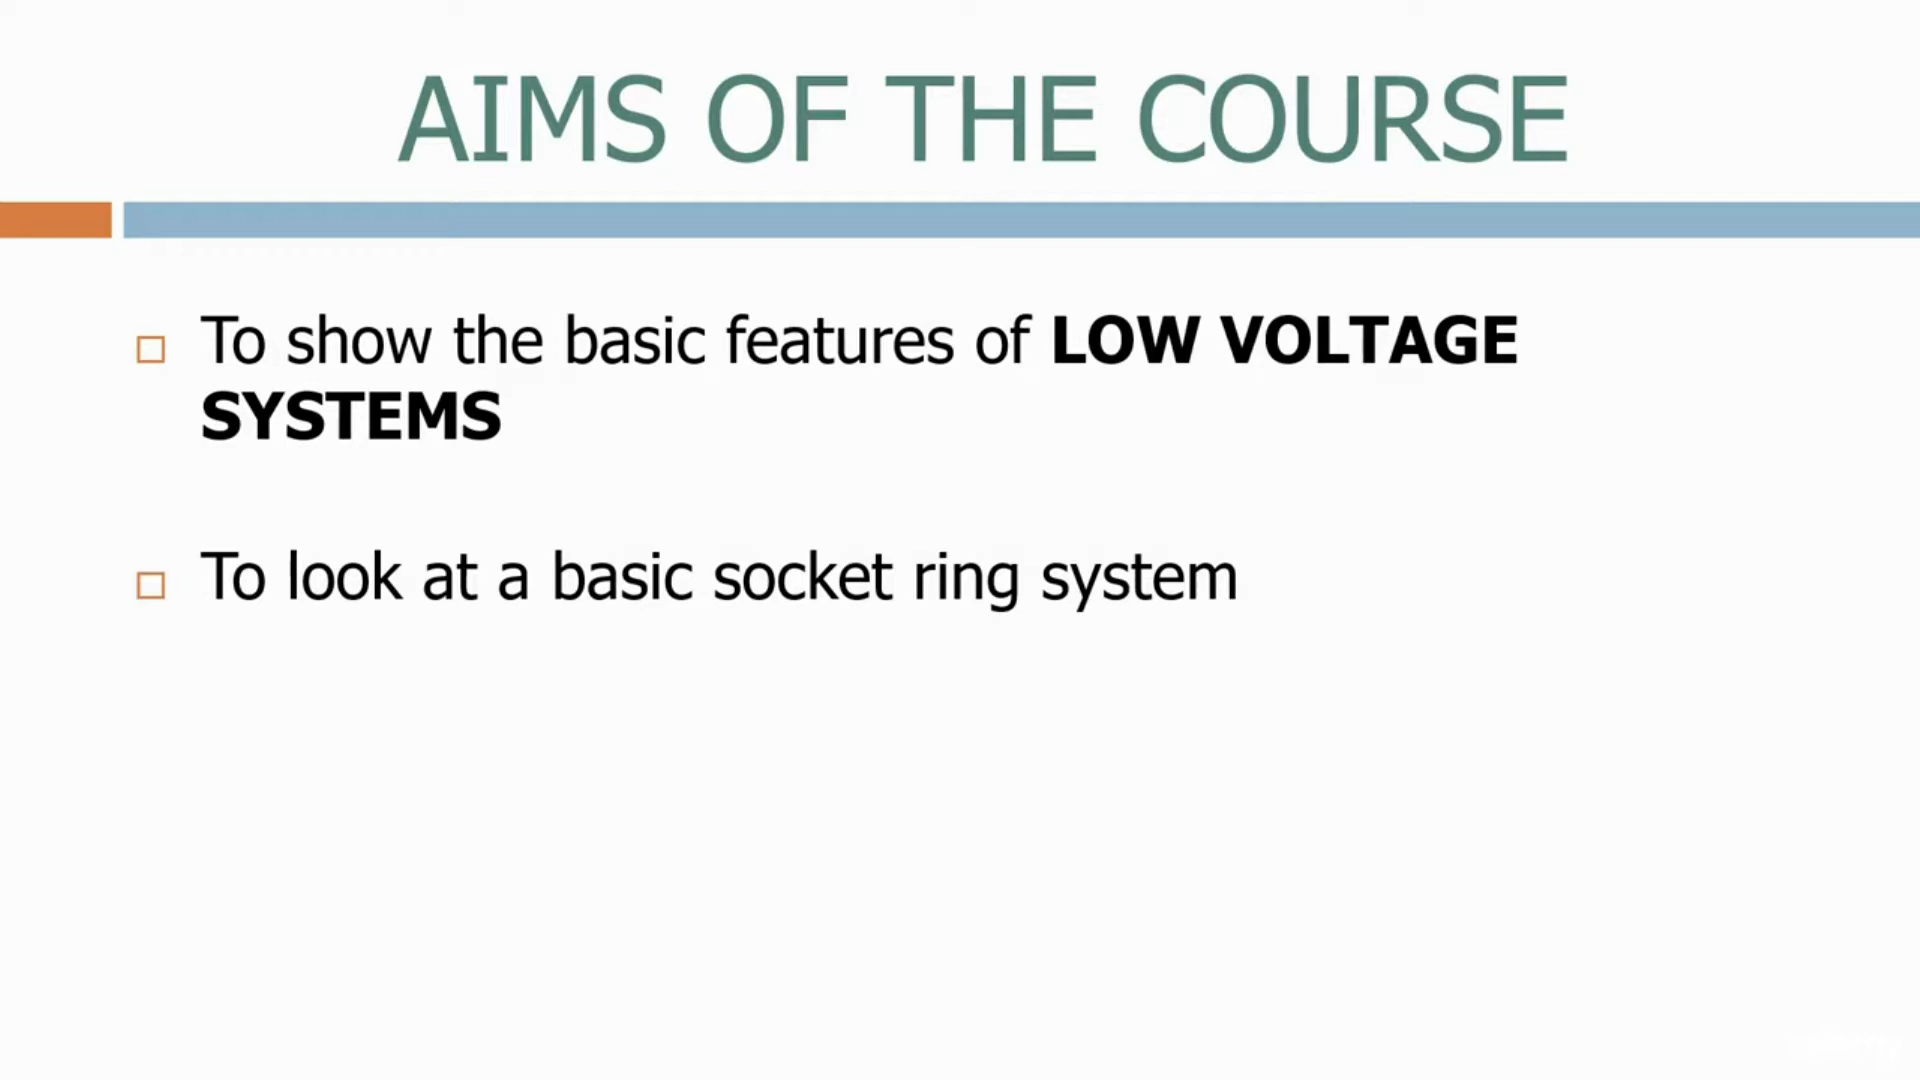 AIMS OF THE COURSE
To show the basic features of LOW VOLTAGE
SYSTEMS
To look at a basic socket ring system